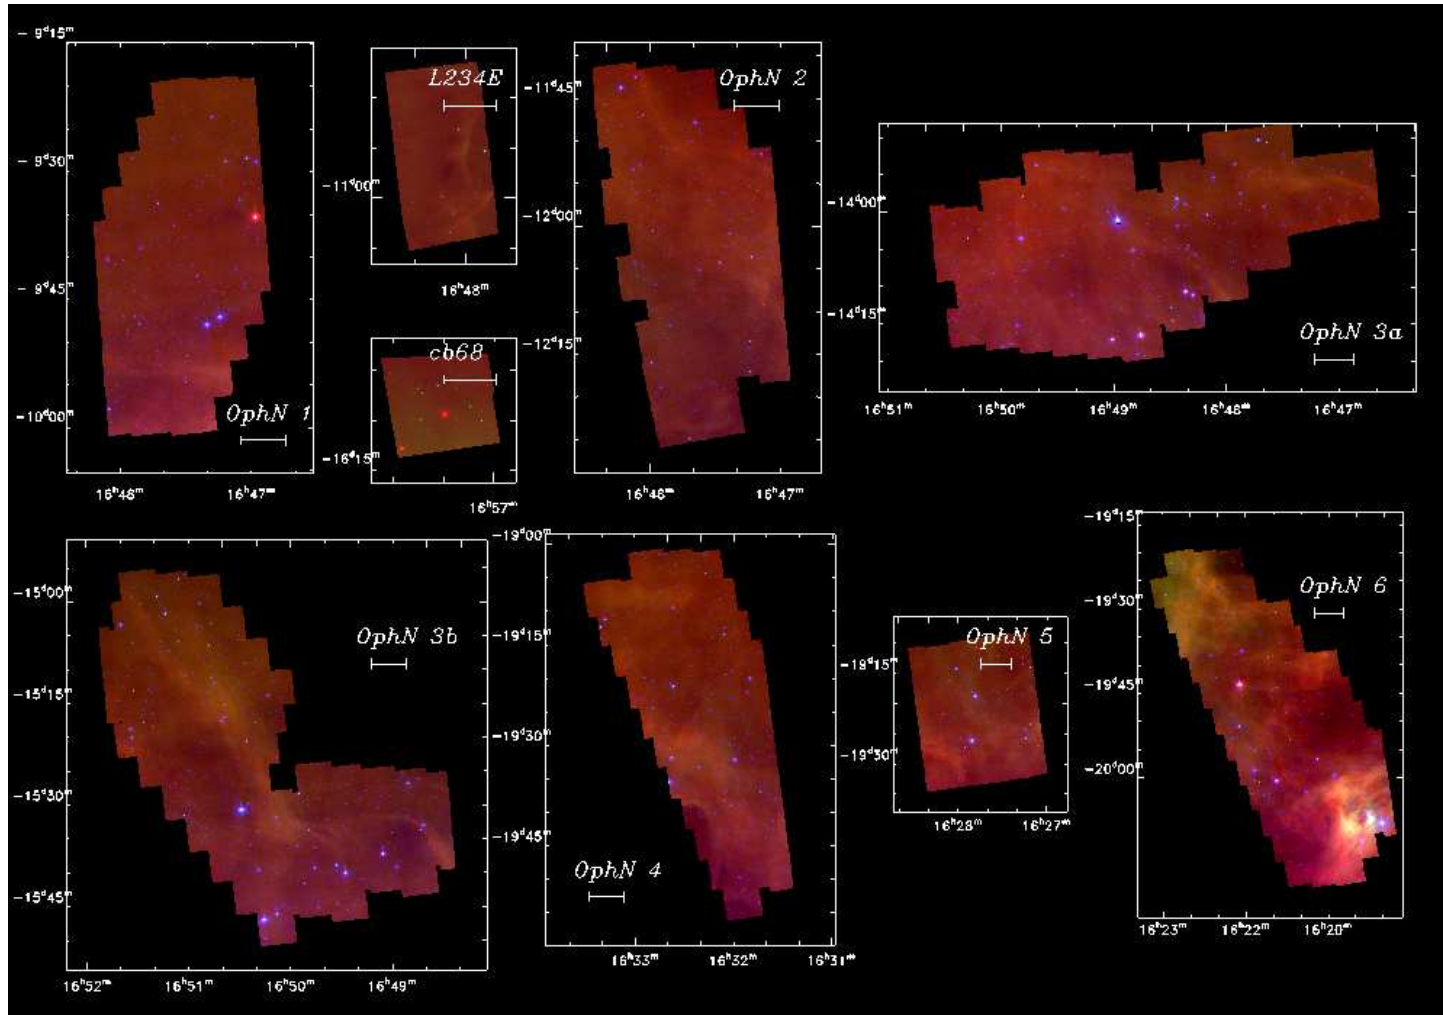 - 9ᵈ15ᵐ
- 9ᵈ30ᵐ
- 9ᵈ45ᵐ
-10ᵈ00ᵐ
OphN 1
16ʰ48ᵐ 16ʰ47ᵐ
L234E
-11ᵈ00ᵐ
16ʰ48ᵐ
cb68
-16ᵈ15ᵐ
16ʰ57ᵐ
OphN 2
-11ᵈ45ᵐ
-12ᵈ00ᵐ
-12ᵈ15ᵐ
16ʰ48ᵐ 16ʰ47ᵐ
-14ᵈ00ᵐ
-14ᵈ15ᵐ
OphN 3a
16ʰ51ᵐ 16ʰ50ᵐ 16ʰ49ᵐ 16ʰ48ᵐ 16ʰ47ᵐ
-15ᵈ00ᵐ
OphN 3b
-15ᵈ15ᵐ
-15ᵈ30ᵐ
-15ᵈ45ᵐ
16ʰ52ᵐ 16ʰ51ᵐ 16ʰ50ᵐ 16ʰ49ᵐ
-19ᵈ00ᵐ
-19ᵈ15ᵐ
-19ᵈ30ᵐ
-19ᵈ45ᵐ
OphN 4
16ʰ33ᵐ 16ʰ32ᵐ 16ʰ31ᵐ
OphN 5
-19ᵈ15ᵐ
-19ᵈ30ᵐ
16ʰ28ᵐ 16ʰ27ᵐ
-19ᵈ15ᵐ
OphN 6
-19ᵈ30ᵐ
-19ᵈ45ᵐ
-20ᵈ00ᵐ
16ʰ23ᵐ 16ʰ22ᵐ 16ʰ20ᵐ